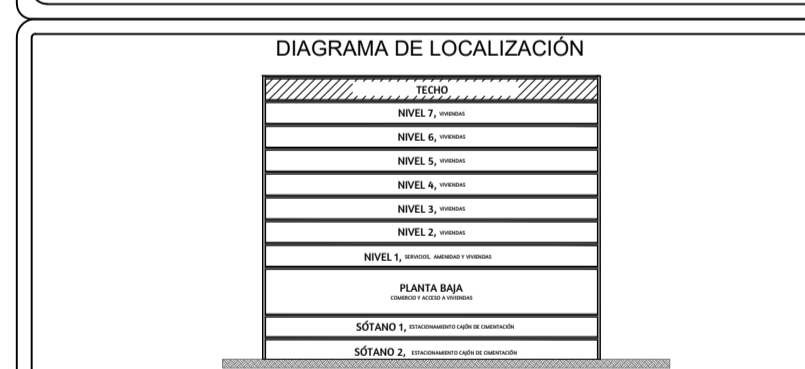 DIAGRAMA DE LOCALIZACIÓN
TECHO
NIVEL 7, VIVIENDAS
NIVEL 6, VIVIENDAS
NIVEL 5, VIVIENDAS
NIVEL 4, VIVIENDAS
NIVEL 3, VIVIENDAS
NIVEL 2, VIVIENDAS
NIVEL 1, SERVICIOS, AMENIDAD Y VIVIENDAS
PLANTA BAJA
COMERCIO Y ACCESO A VIVIENDAS
SÓTANO 1, ESTACIONAMIENTO CAJÓN DE CIMENTACIÓN
SÓTANO 2, ESTACIONAMIENTO CAJÓN DE CIMENTACIÓN